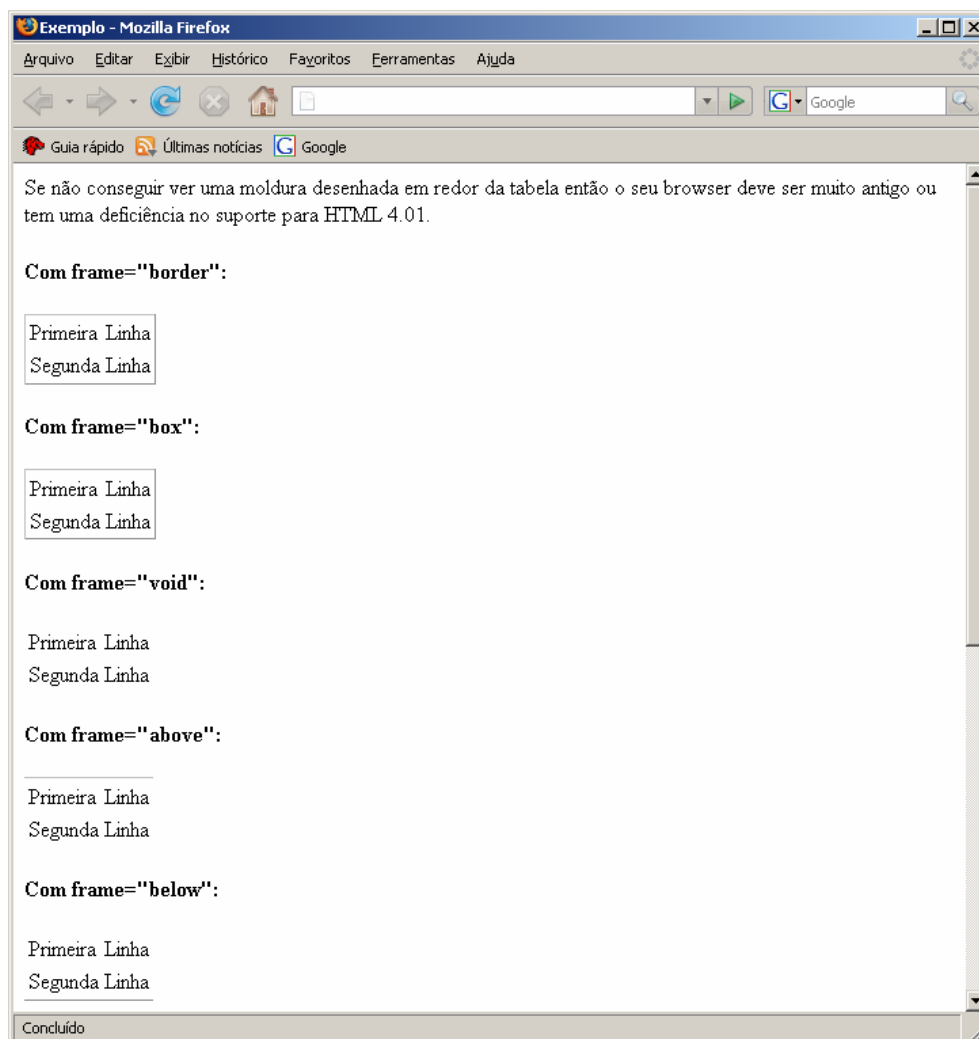 Exemplo - Mozilla Firefox
Arquivo Editar Exibir Histórico Favoritos Ferramentas Ajuda
G Google
Guia rápido Últimas notícias G Google
Se não conseguir ver uma moldura desenhada em redor da tabela então o seu browser deve ser muito antigo ou
tem uma deficiência no suporte para HTML 4.01.
Com frame="border":
Primeira Linha
Segunda Linha
Com frame="box":
Primeira Linha
Segunda Linha
Com frame="void":
Primeira Linha
Segunda Linha
Com frame="above":
Primeira Linha
Segunda Linha
Com frame="below":
Primeira Linha
Segunda Linha
Concluído